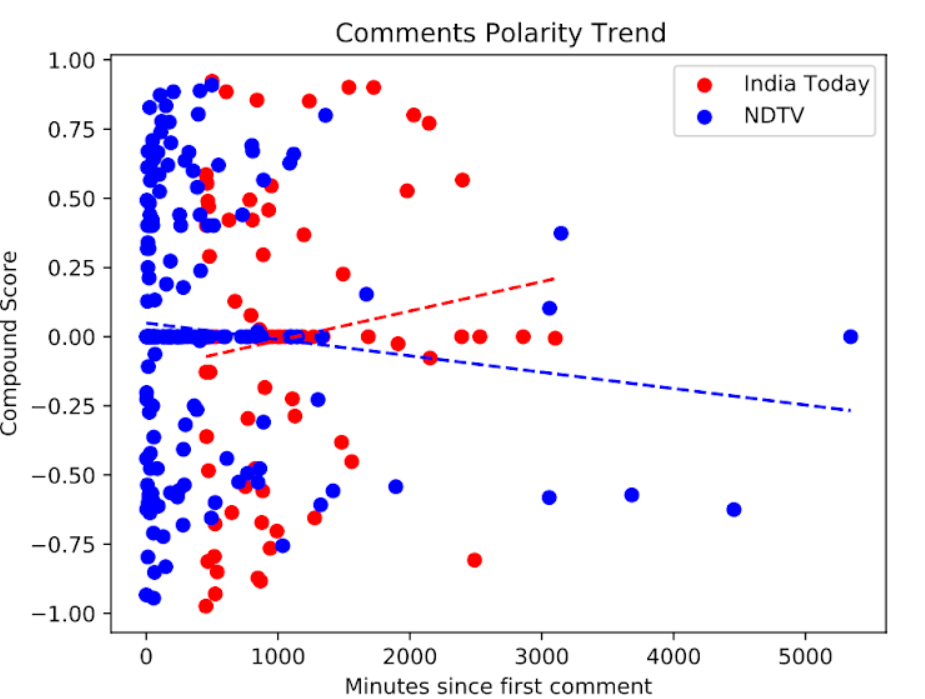 Comments Polarity Trend
1.00
0.75
0.50
0.25
0.00
−0.25
−0.50
−0.75
−1.00
Compound Score
India Today
NDTV
0 1000 2000 3000 4000 5000
Minutes since first comment